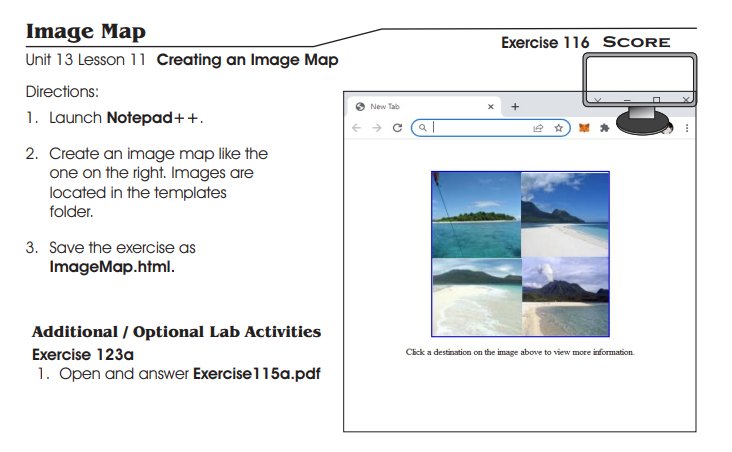 Image Map
Exercise 116 SCORE
Unit 13 Lesson 11 Creating an Image Map
Directions:
1. Launch Notepad++.
2. Create an image map like the
one on the right. Images are
located in the templates
folder.
3. Save the exercise as
ImageMap.html.
Additional / Optional Lab Activities
Exercise 123a
1. Open and answer Exercise115a.pdf
New Tab
Click a destination on the image above to view more information.